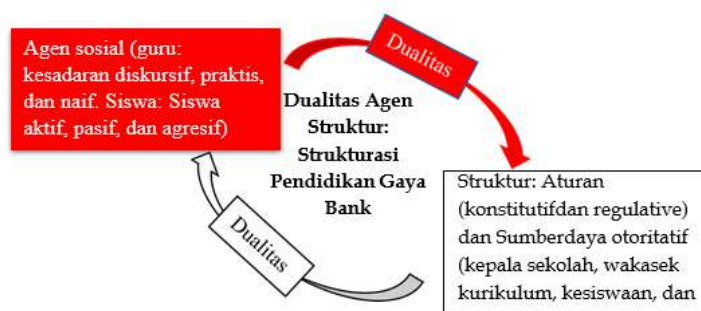 Agen sosial (guru:
kesadaran diskursif, praktis,
dan naif. Siswa: Siswa
aktif, pasif, dan agresif)
Dualitas
Dualitas Agen
Struktur:
Strukturasi
Pendidikan Gaya
Bank
Struktur: Aturan
(konstitutifdan regulative)
dan Sumberdaya otoritatif
(kepala sekolah, wakasek
kurikulum, kesiswaan, dan
Dualitas